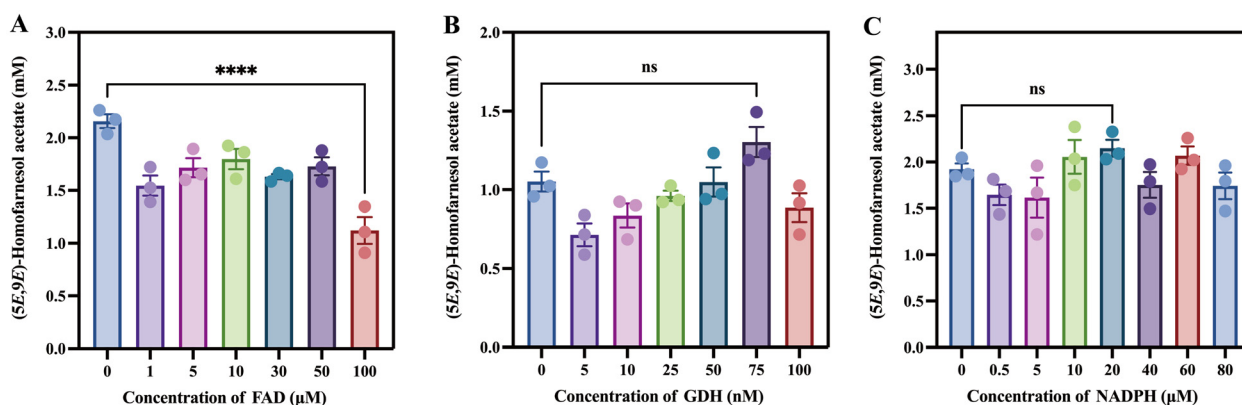 A
(5E,9E)-Homofarnesol acetate (mM)
3.0
2.5
2.0
1.5
1.0
0.5
0.0
****
0 1 5 10 30 50 100
Concentration of FAD (μM)
B
(5E,9E)-Homofarnesol acetate (mM)
2.0
1.5
1.0
0.5
0.0
ns
0 5 10 25 50 75 100
Concentration of GDH (nM)
C
(5E,9E)-Homofarnesol acetate (mM)
3.0
2.5
2.0
1.5
1.0
0.5
0.0
ns
0 0.5 5 10 20 40 60 80
Concentration of NADPH (μM)